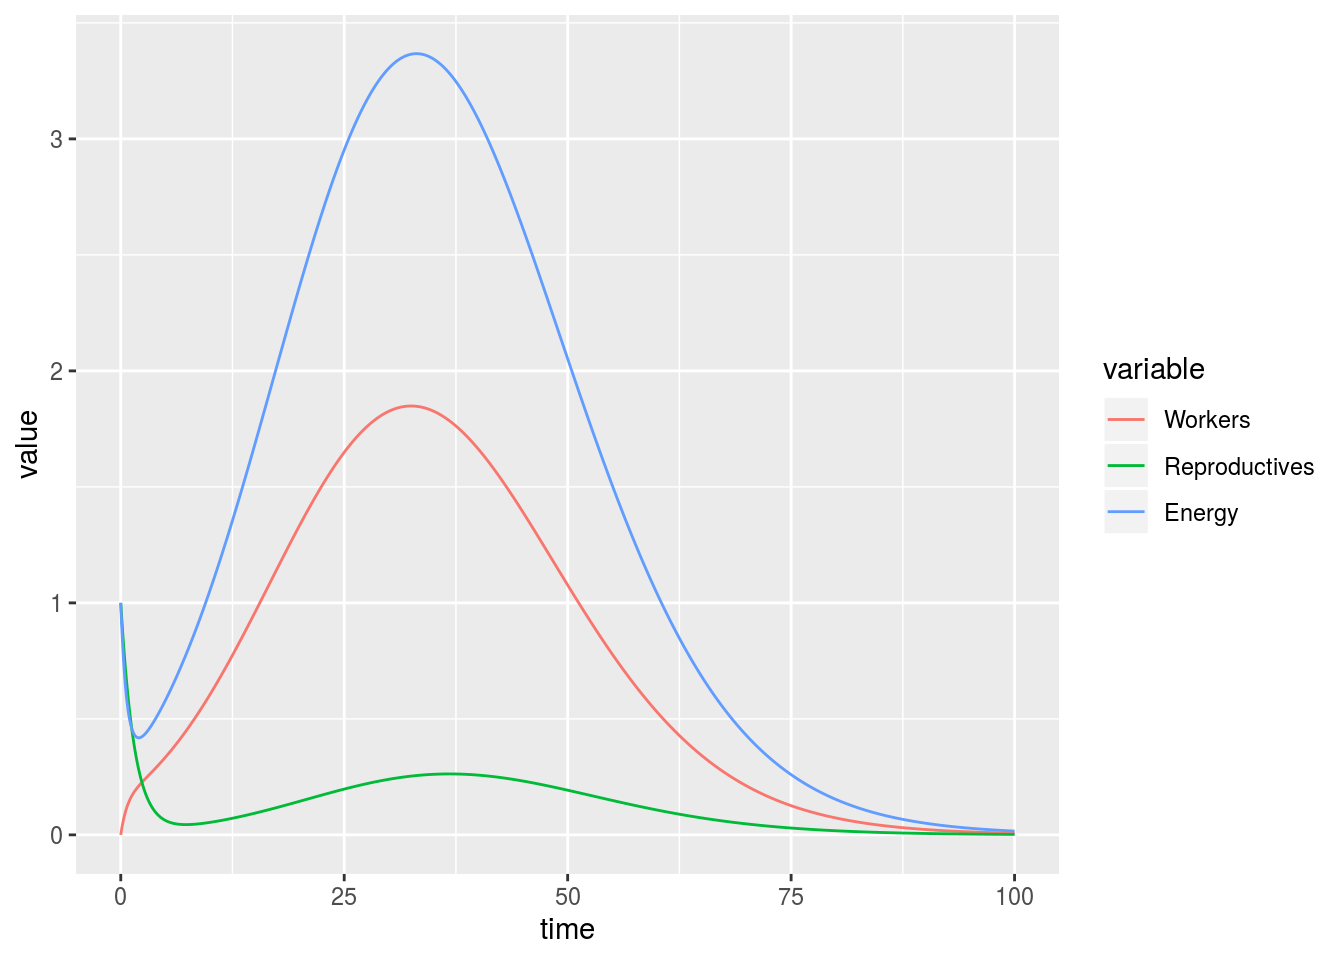 value
3
2
1
0
0 25 50 75 100
time
variable
Workers
Reproductives
Energy